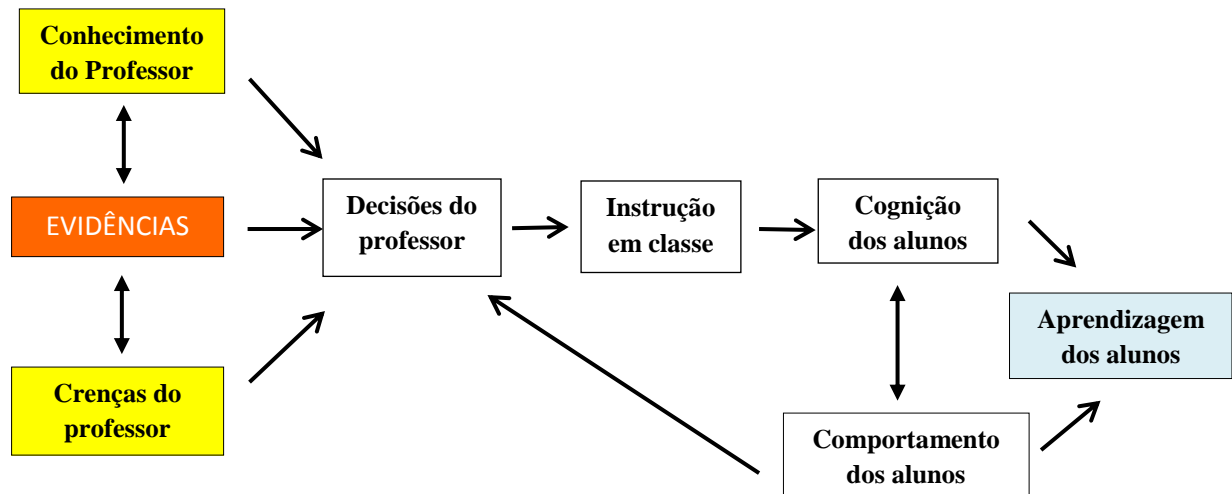 Conhecimento
do Professor
EVIDÊNCIAS
Crenças do
professor
Decisões do
professor
Instrução
em classe
Cognição
dos alunos
Comportamento
dos alunos
Aprendizagem
dos alunos